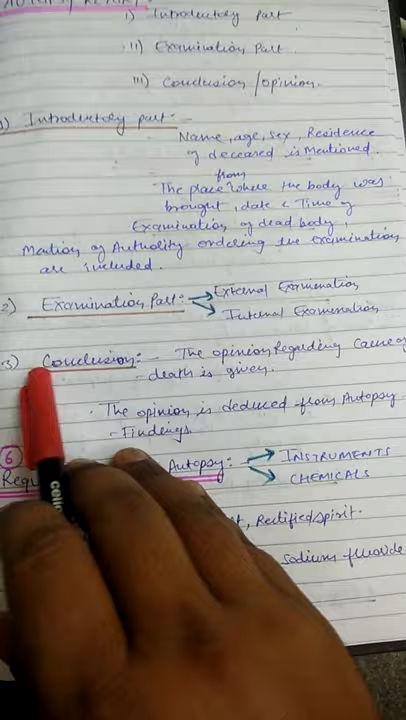 AUTOPSY REPORT:
i) Introductory part
ii) Examination Part.
iii) Conclusion / opinion.
1) Introductory part:-
Name, age, Sex, Residence
of deceased is mentioned.
from
The place where the body was
brought, date & Time of
Examination of dead body,
Mention of Authority ordering the examination
are included.
2) Examination Part:- External Examination
Internal Examination
3) Conclusion:- The opinion Regarding Cause of
death is given.
The opinion is deduced from Autopsy
Findings.
6 Autopsy:- INSTRUMENTS
Requ CHEMICALS
Rectified spirit.
Sodium fluoride
cello